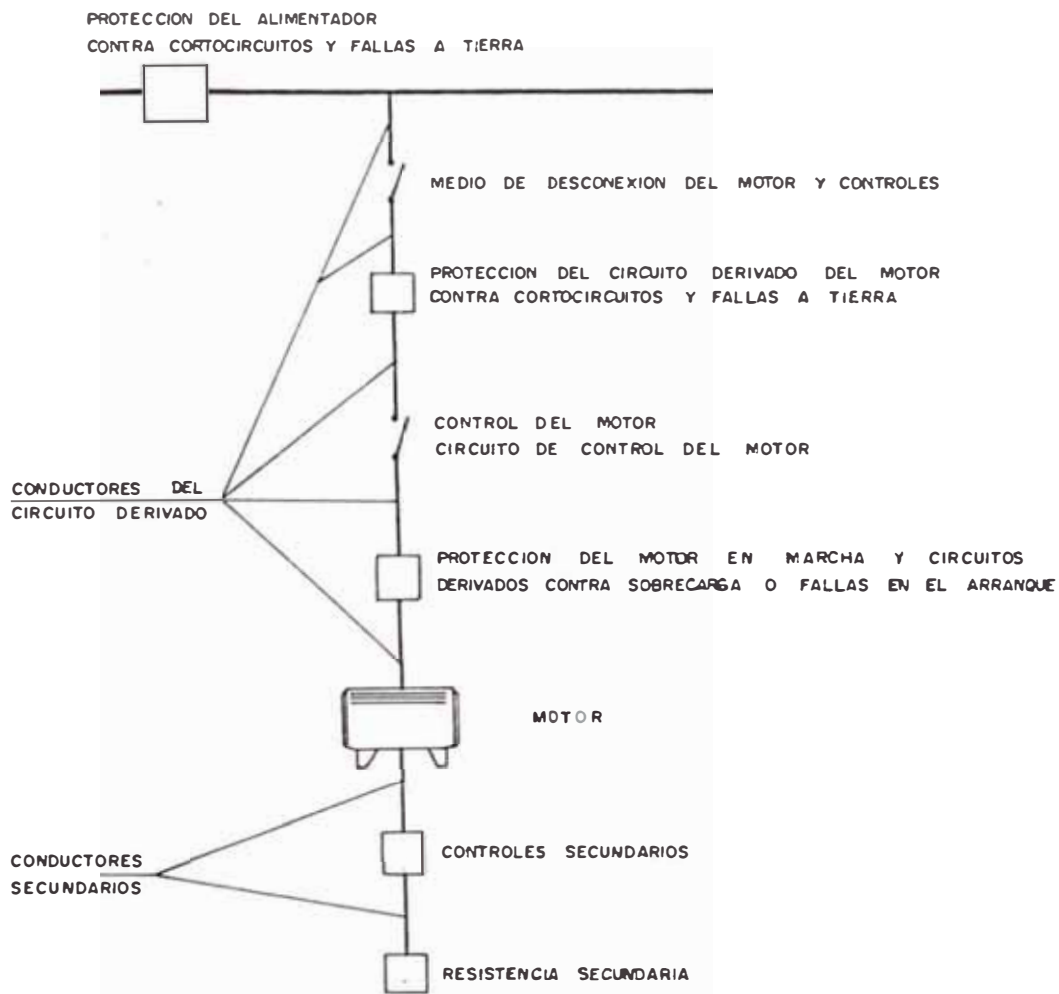 PROTECCION DEL ALIMENTADOR
CONTRA CORTOCIRCUITOS Y FALLAS A TIERRA
MEDIO DE DESCONEXION DEL MOTOR Y CONTROLES
PROTECCION DEL CIRCUITO DERIVADO DEL MOTOR
CONTRA CORTOCIRCUITOS Y FALLAS A TIERRA
CONTROL DEL MOTOR
CIRCUITO DE CONTROL DEL MOTOR
CONDUCTORES DEL
CIRCUITO DERIVADO
PROTECCION DEL MOTOR EN MARCHA Y CIRCUITOS
DERIVADOS CONTRA SOBRECARGA O FALLAS EN EL ARRANQUE
MOTOR
CONTROLES SECUNDARIOS
CONDUCTORES
SECUNDARIOS
RESISTENCIA SECUNDARIA